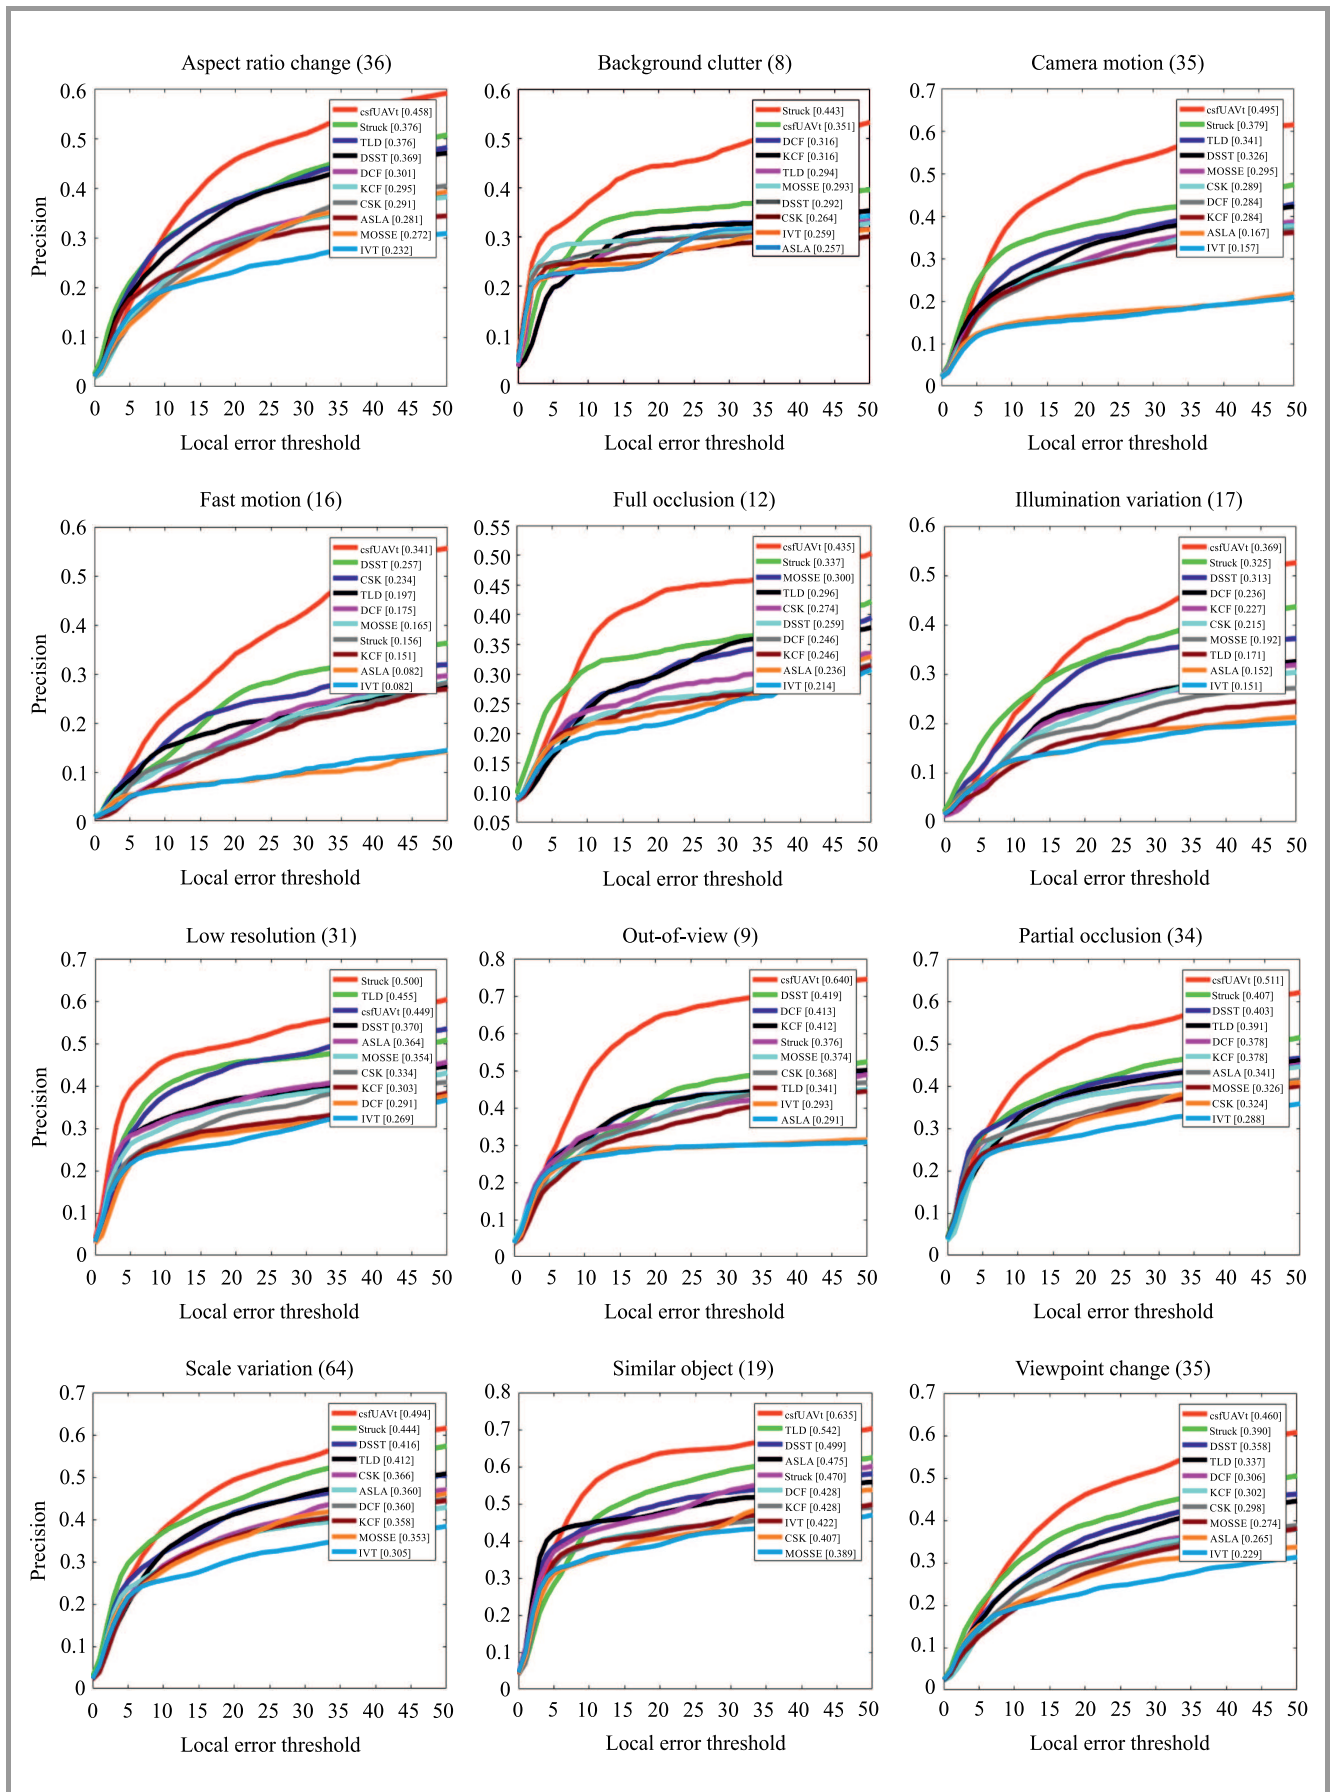 Aspect ratio change (36)
Precision
0.6
0.5
0.4
0.3
0.2
0.1
0
csfUAVt [0.458]
Struck [0.376]
TLD [0.376]
DSST [0.369]
DCF [0.301]
KCF [0.295]
CSK [0.291]
ASLA [0.281]
MOSSE [0.272]
IVT [0.232]
0 5 10 15 20 25 30 35 40 45 50
Local error threshold
Background clutter (8)
0.6
0.5
0.4
0.3
0.2
0.1
0
Struck [0.443]
csfUAVt [0.351]
DCF [0.316]
KCF [0.316]
TLD [0.294]
MOSSE [0.293]
DSST [0.292]
CSK [0.264]
IVT [0.259]
ASLA [0.257]
0 5 10 15 20 25 30 35 40 45 50
Local error threshold
Camera motion (35)
0.7
0.6
0.5
0.4
0.3
0.2
0.1
0
csfUAVt [0.495]
Struck [0.379]
TLD [0.341]
DSST [0.326]
MOSSE [0.295]
CSK [0.289]
DCF [0.284]
KCF [0.284]
ASLA [0.167]
IVT [0.157]
0 5 10 15 20 25 30 35 40 45 50
Local error threshold
Fast motion (16)
Precision
0.6
0.5
0.4
0.3
0.2
0.1
0
csfUAVt [0.341]
DSST [0.257]
CSK [0.234]
TLD [0.197]
DCF [0.175]
MOSSE [0.165]
Struck [0.156]
KCF [0.151]
ASLA [0.082]
IVT [0.082]
0 5 10 15 20 25 30 35 40 45 50
Local error threshold
Full occlusion (12)
0.55
0.50
0.45
0.40
0.35
0.30
0.25
0.20
0.15
0.10
0.05
csfUAVt [0.435]
Struck [0.337]
MOSSE [0.300]
TLD [0.296]
CSK [0.274]
DSST [0.259]
DCF [0.246]
KCF [0.246]
ASLA [0.236]
IVT [0.214]
0 5 10 15 20 25 30 35 40 45 50
Local error threshold
Illumination variation (17)
0.6
0.5
0.4
0.3
0.2
0.1
0
csfUAVt [0.369]
Struck [0.325]
DSST [0.313]
DCF [0.236]
KCF [0.227]
CSK [0.215]
MOSSE [0.192]
TLD [0.171]
ASLA [0.152]
IVT [0.151]
0 5 10 15 20 25 30 35 40 45 50
Local error threshold
Low resolution (31)
Precision
0.7
0.6
0.5
0.4
0.3
0.2
0.1
0
Struck [0.500]
TLD [0.455]
csfUAVt [0.449]
DSST [0.370]
ASLA [0.364]
MOSSE [0.354]
CSK [0.334]
KCF [0.303]
DCF [0.291]
IVT [0.269]
0 5 10 15 20 25 30 35 40 45 50
Local error threshold
Out-of-view (9)
0.8
0.7
0.6
0.5
0.4
0.3
0.2
0.1
0
csfUAVt [0.640]
DSST [0.419]
DCF [0.413]
KCF [0.412]
Struck [0.376]
MOSSE [0.374]
CSK [0.368]
TLD [0.341]
IVT [0.293]
ASLA [0.291]
0 5 10 15 20 25 30 35 40 45 50
Local error threshold
Partial occlusion (34)
0.7
0.6
0.5
0.4
0.3
0.2
0.1
0
csfUAVt [0.511]
Struck [0.407]
DSST [0.403]
TLD [0.391]
DCF [0.378]
KCF [0.378]
ASLA [0.341]
MOSSE [0.326]
CSK [0.324]
IVT [0.288]
0 5 10 15 20 25 30 35 40 45 50
Local error threshold
Scale variation (64)
Precision
0.7
0.6
0.5
0.4
0.3
0.2
0.1
0
csfUAVt [0.494]
Struck [0.444]
DSST [0.416]
TLD [0.412]
CSK [0.366]
ASLA [0.360]
DCF [0.360]
KCF [0.358]
MOSSE [0.353]
IVT [0.305]
0 5 10 15 20 25 30 35 40 45 50
Local error threshold
Similar object (19)
0.8
0.7
0.6
0.5
0.4
0.3
0.2
0.1
0
csfUAVt [0.635]
TLD [0.542]
DSST [0.499]
ASLA [0.475]
Struck [0.470]
DCF [0.428]
KCF [0.428]
IVT [0.422]
CSK [0.407]
MOSSE [0.389]
0 5 10 15 20 25 30 35 40 45 50
Local error threshold
Viewpoint change (35)
0.7
0.6
0.5
0.4
0.3
0.2
0.1
0
csfUAVt [0.460]
Struck [0.390]
DSST [0.358]
TLD [0.337]
DCF [0.306]
KCF [0.302]
CSK [0.298]
MOSSE [0.274]
ASLA [0.265]
IVT [0.229]
0 5 10 15 20 25 30 35 40 45 50
Local error threshold